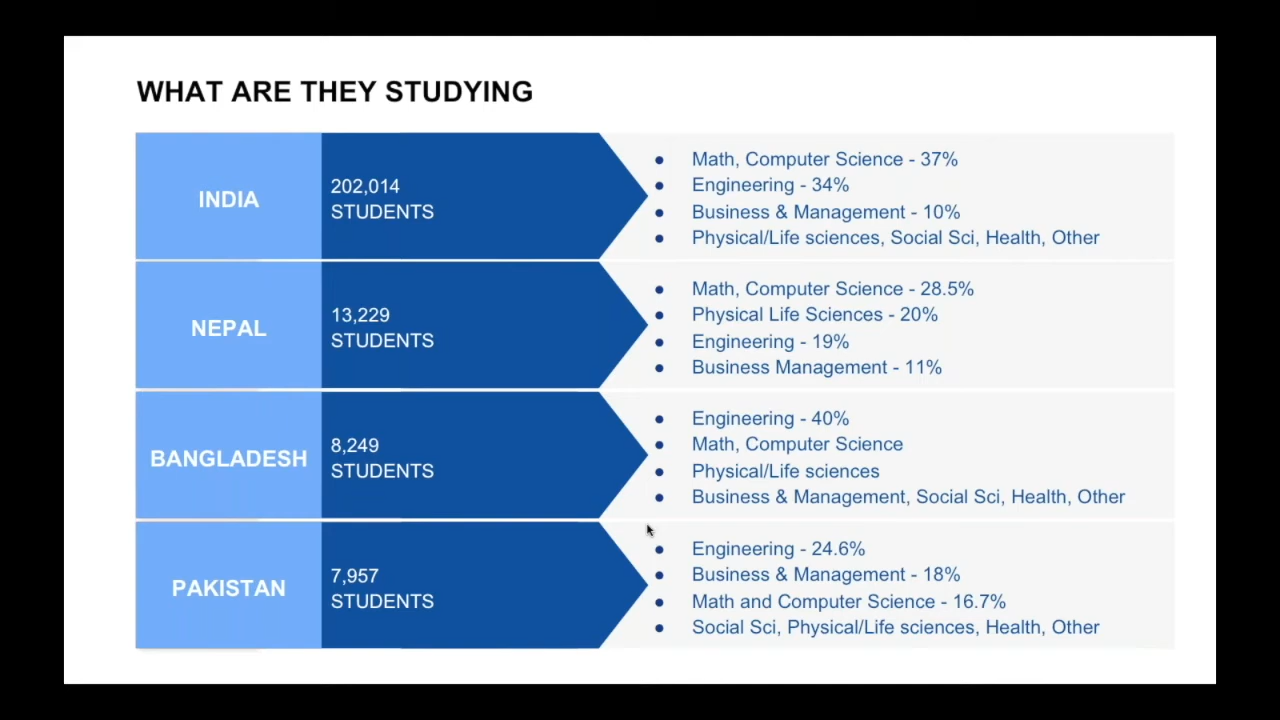 WHAT ARE THEY STUDYING
INDIA
202,014
STUDENTS
● Math, Computer Science - 37%
● Engineering - 34%
● Business & Management - 10%
● Physical/Life sciences, Social Sci, Health, Other
NEPAL
13,229
STUDENTS
● Math, Computer Science - 28.5%
● Physical Life Sciences - 20%
● Engineering - 19%
● Business Management - 11%
BANGLADESH
8,249
STUDENTS
● Engineering - 40%
● Math, Computer Science
● Physical/Life sciences
● Business & Management, Social Sci, Health, Other
PAKISTAN
7,957
STUDENTS
● Engineering - 24.6%
● Business & Management - 18%
● Math and Computer Science - 16.7%
● Social Sci, Physical/Life sciences, Health, Other